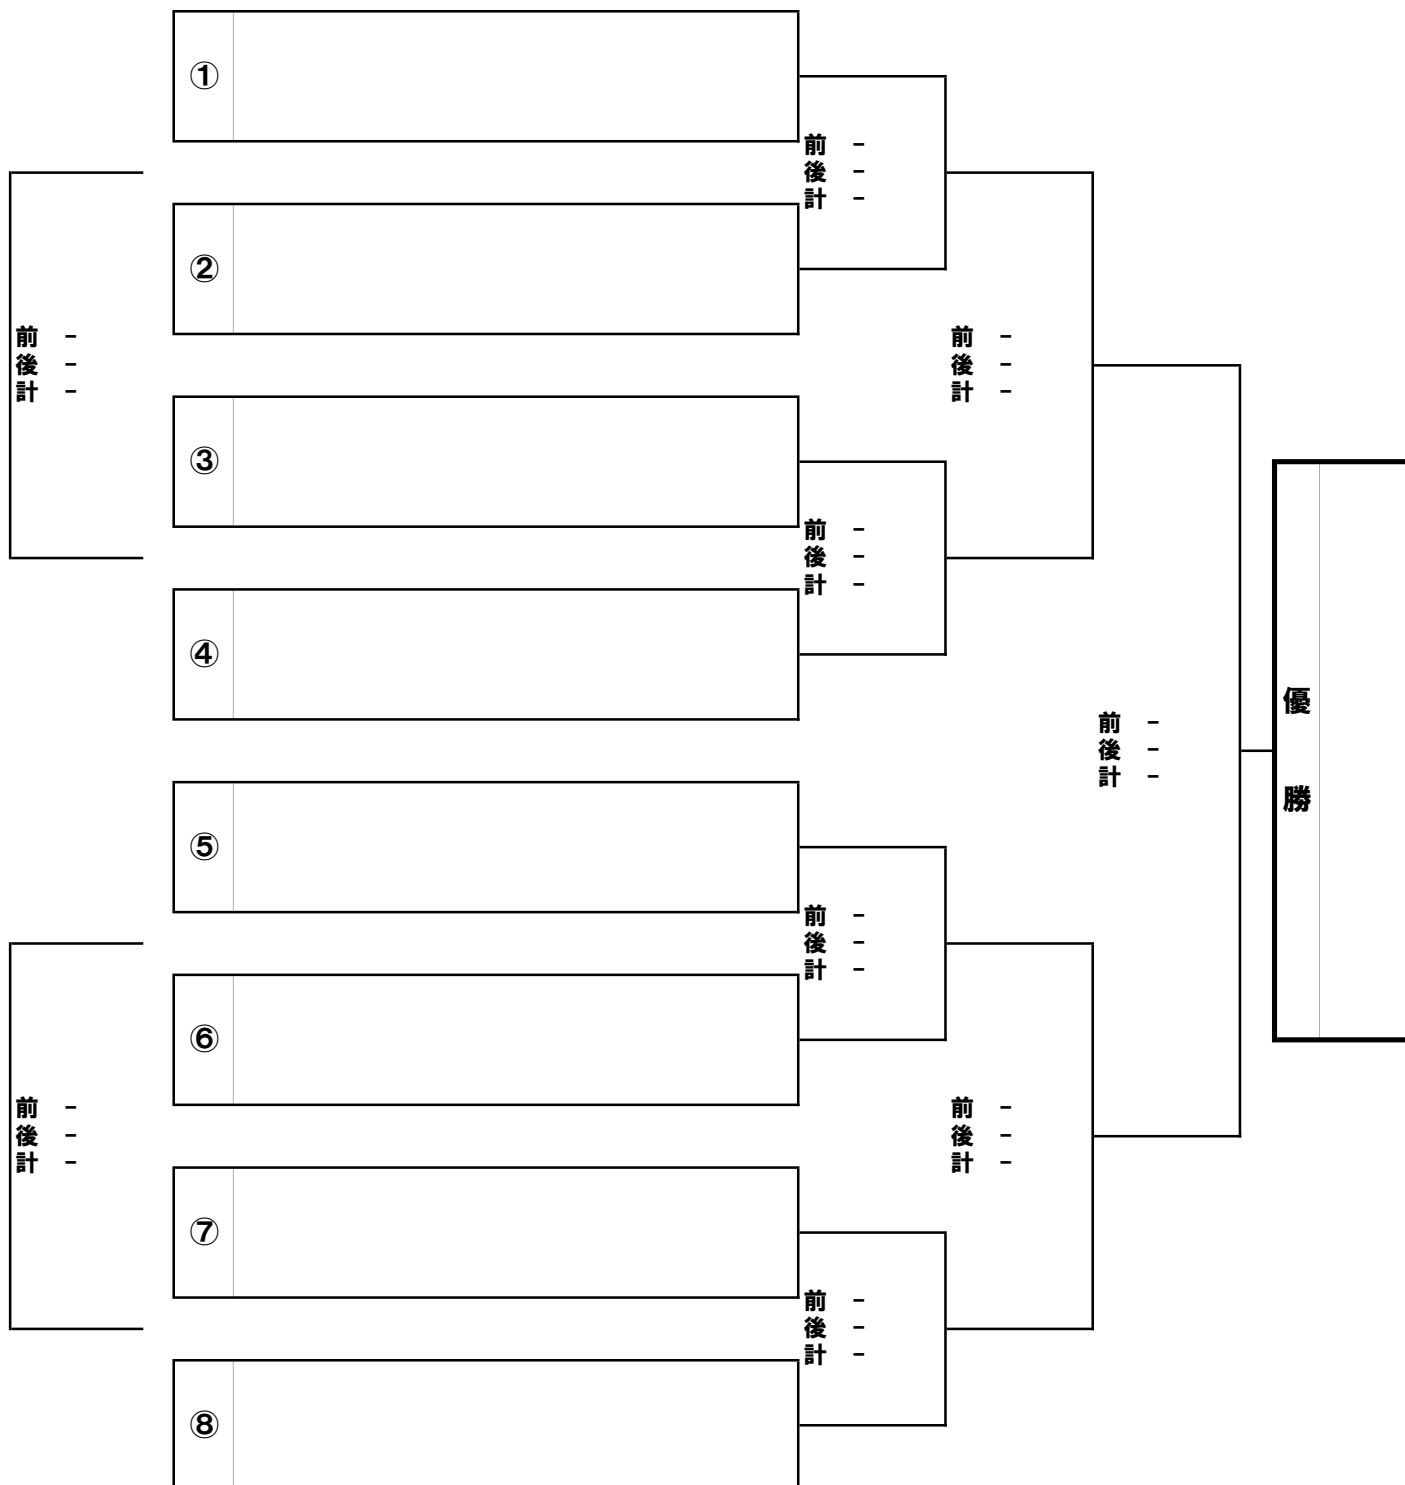 ①
前 -
後 -
計 -
②
前 -
後 -
計 -
前 -
後 -
計 -
③
前 -
後 -
計 -
④
優
勝
前 -
後 -
計 -
⑤
前 -
後 -
計 -
⑥
前 -
後 -
計 -
前 -
後 -
計 -
⑦
前 -
後 -
計 -
⑧